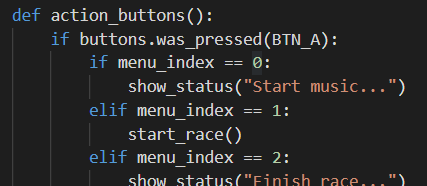 def action_buttons():
    if buttons.was_pressed(BTN_A):
        if menu_index == 0:
            show_status("Start music...")
        elif menu_index == 1:
            start_race()
        elif menu_index == 2:
            show_status("Finish race...")